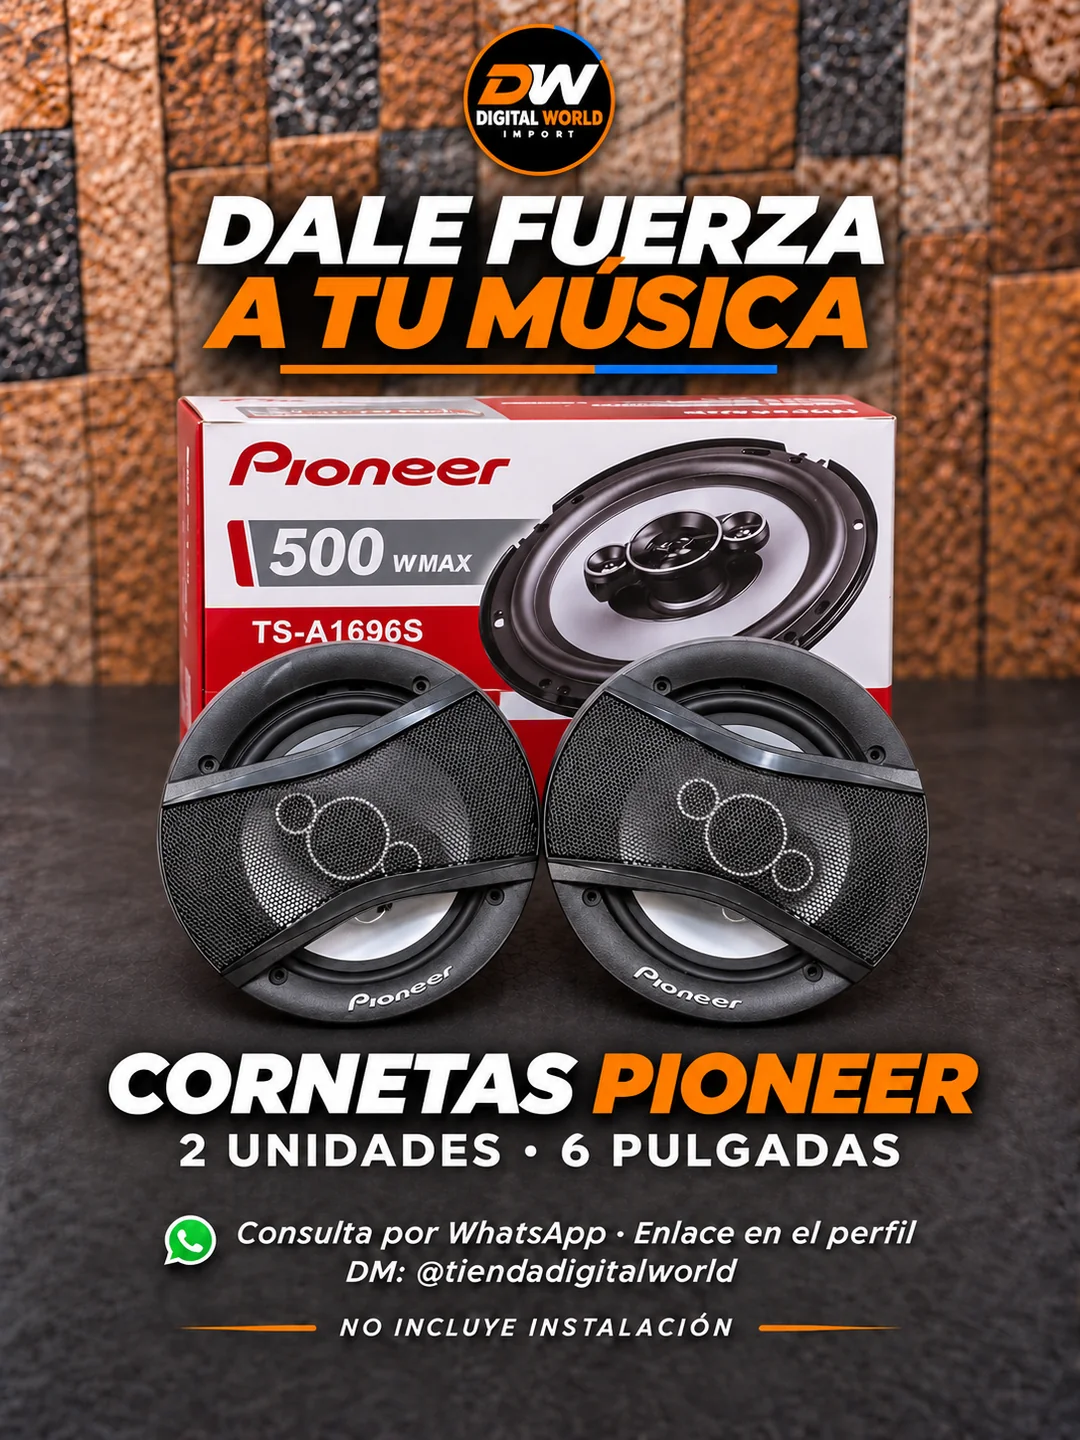 DW
DIGITAL WORLD
IMPORT
DALE FUERZA
A TU MÚSICA
Pioneer
500 WMAX
TS-A1696S
Pioneer
Pioneer
CORNETAS PIONEER
2 UNIDADES • 6 PULGADAS
Consulta por WhatsApp · Enlace en el perfil
DM: @tiendadigitalworld
NO INCLUYE INSTALACIÓN